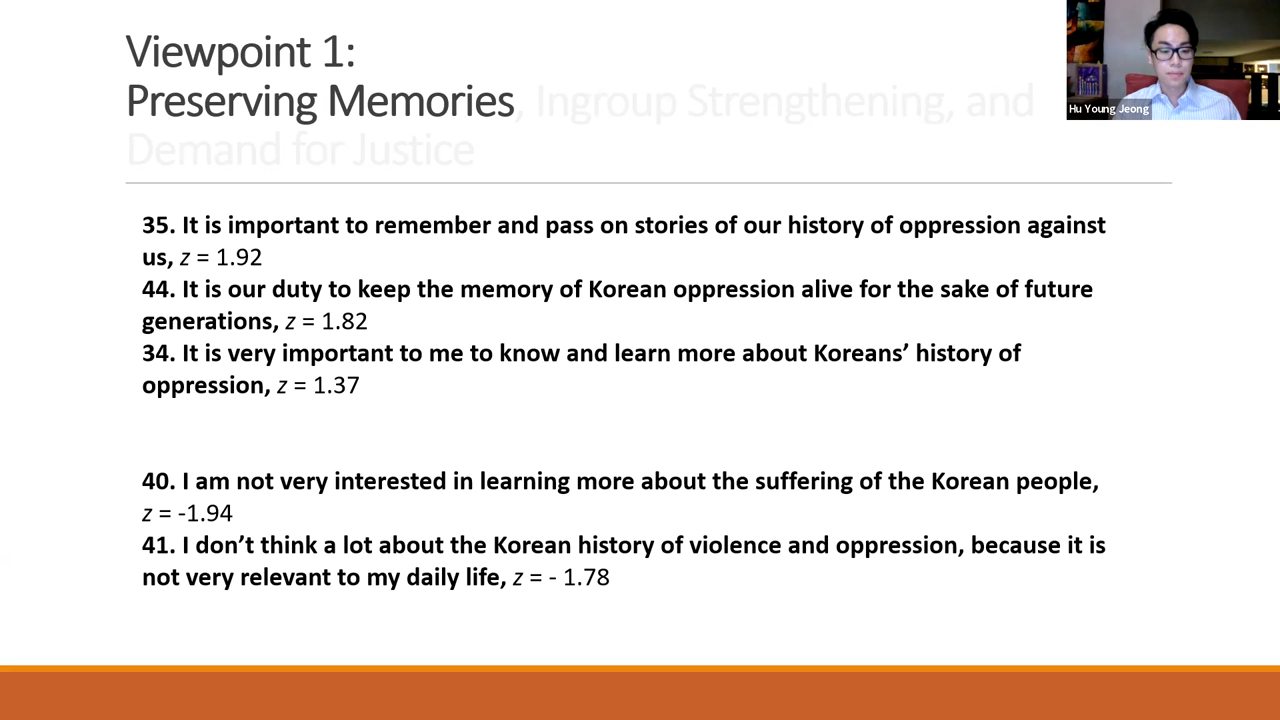 Viewpoint 1:
Preserving Memories, Ingroup Strengthening, and
Demand for Justice
Hu Young Jeong
35. It is important to remember and pass on stories of our history of oppression against
us, z = 1.92
44. It is our duty to keep the memory of Korean oppression alive for the sake of future
generations, z = 1.82
34. It is very important to me to know and learn more about Koreans’ history of
oppression, z = 1.37
40. I am not very interested in learning more about the suffering of the Korean people,
z = -1.94
41. I don’t think a lot about the Korean history of violence and oppression, because it is
not very relevant to my daily life, z = - 1.78